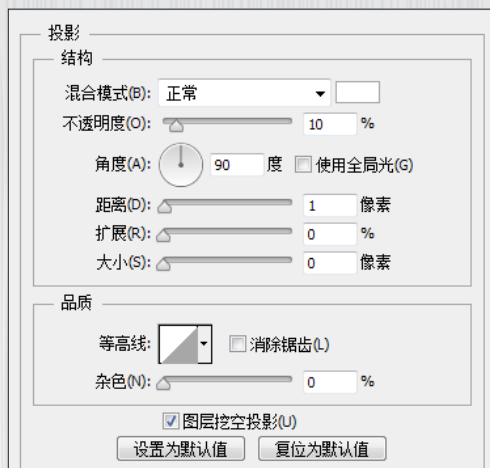 投影
结构
混合模式(B): 正常
不透明度(O): 10 %
角度(A): 90 度 使用全局光(G)
距离(D): 1 像素
扩展(R): 0 %
大小(S): 0 像素
品质
等高线: 消除锯齿(L)
杂色(N): 0 %
图层挖空投影(U)
设置为默认值 复位为默认值